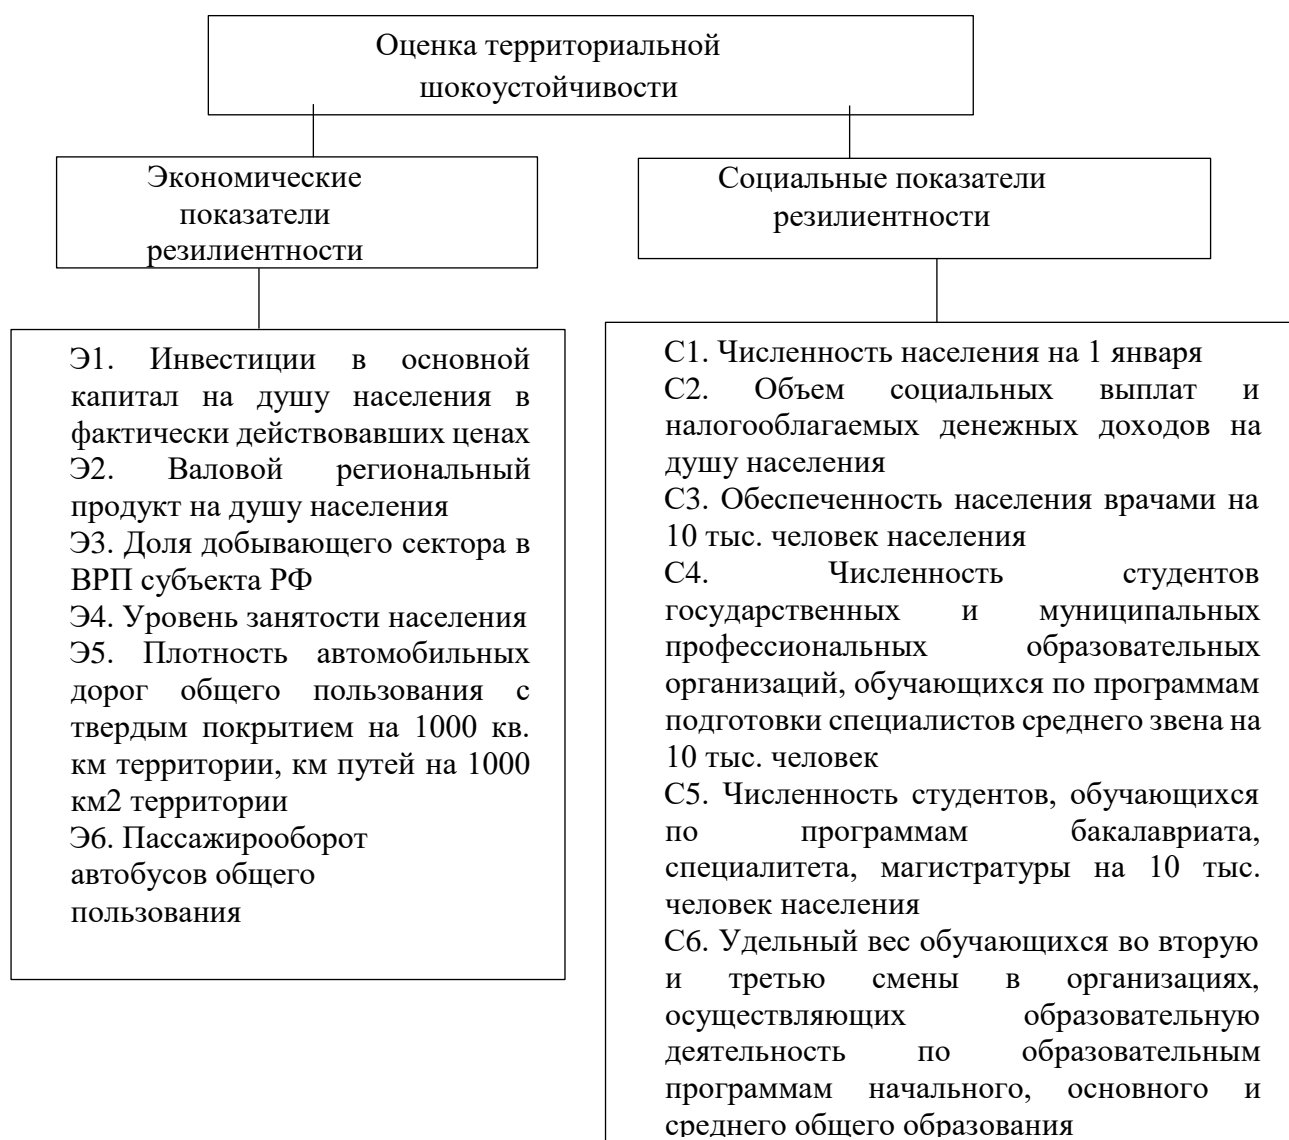 Оценка территориальной
шокоустойчивости
Экономические
показатели
резилиентности
Социальные показатели
резилиентности
Э1. Инвестиции в основной
капитал на душу населения в
фактически действовавших ценах
Э2. Валовой региональный
продукт на душу населения
Э3. Доля добывающего сектора в
ВРП субъекта РФ
Э4. Уровень занятости населения
Э5. Плотность автомобильных
дорог общего пользования с
твердым покрытием на 1000 кв.
км территории, км путей на 1000
км2 территории
Э6. Пассажирооборот
автобусов общего
пользования
С1. Численность населения на 1 января
С2. Объем социальных выплат и
налогооблагаемых денежных доходов на
душу населения
С3. Обеспеченность населения врачами на
10 тыс. человек населения
С4. Численность студентов
государственных и муниципальных
профессиональных образовательных
организаций, обучающихся по программам
подготовки специалистов среднего звена на
10 тыс. человек
С5. Численность студентов, обучающихся
по программам бакалавриата,
специалитета, магистратуры на 10 тыс.
человек населения
С6. Удельный вес обучающихся во вторую
и третью смены в организациях,
осуществляющих образовательную
деятельность по образовательным
программам начального, основного и
среднего общего образования